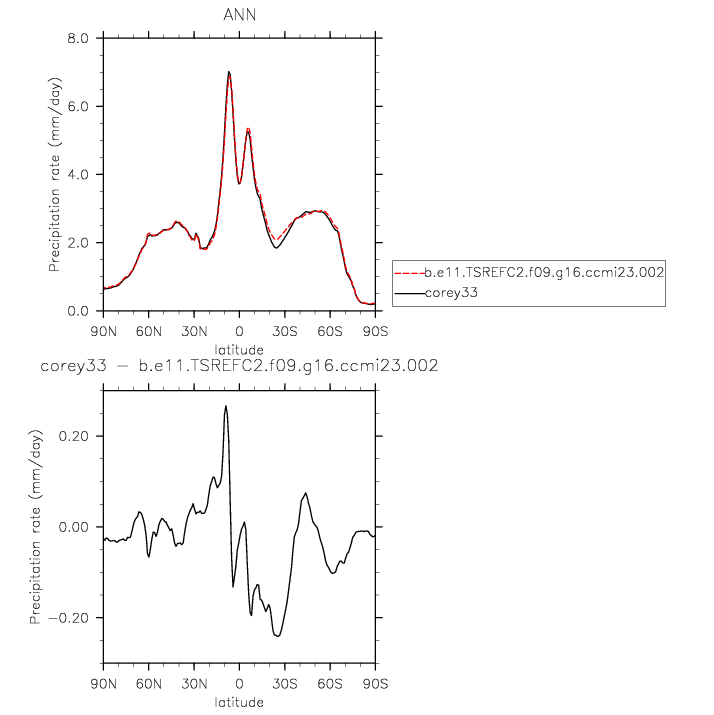 ANN
Precipitation rate (mm/day)
8.0
6.0
4.0
2.0
0.0
90N 60N 30N 0 30S 60S 90S
latitude
b.e11.TSREFC2.f09.g16.ccmi23.002
corey33
corey33 − b.e11.TSREFC2.f09.g16.ccmi23.002
Precipitation rate (mm/day)
0.20
0.00
−0.20
90N 60N 30N 0 30S 60S 90S
latitude